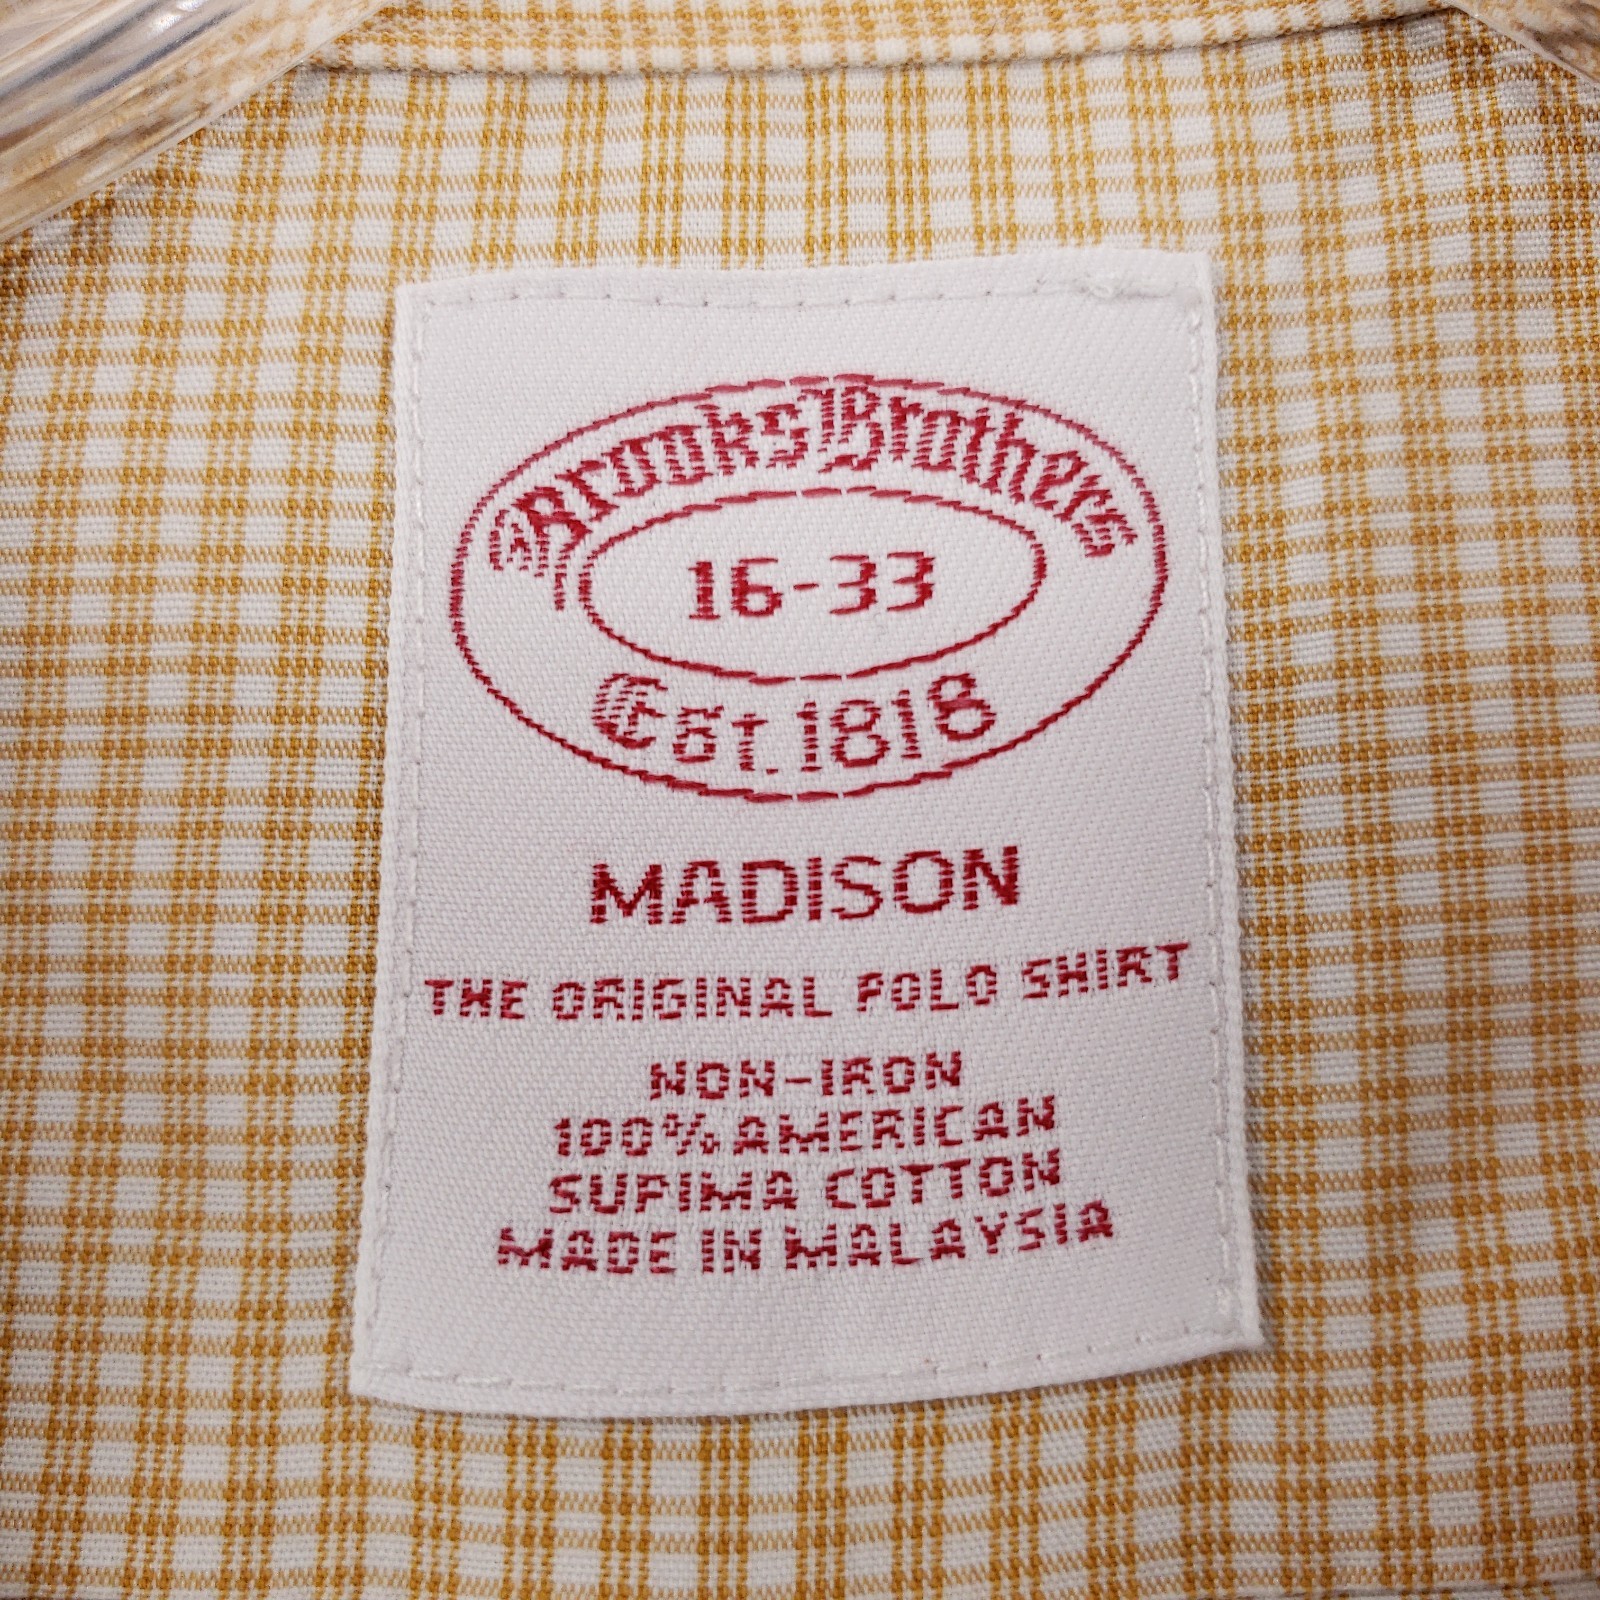 Brooks Brothers
16-33
Est. 1818
MADISON
THE ORIGINAL POLO SHIRT
NON-IRON
100% AMERICAN
SUPIMA COTTON
MADE IN MALAYSIA